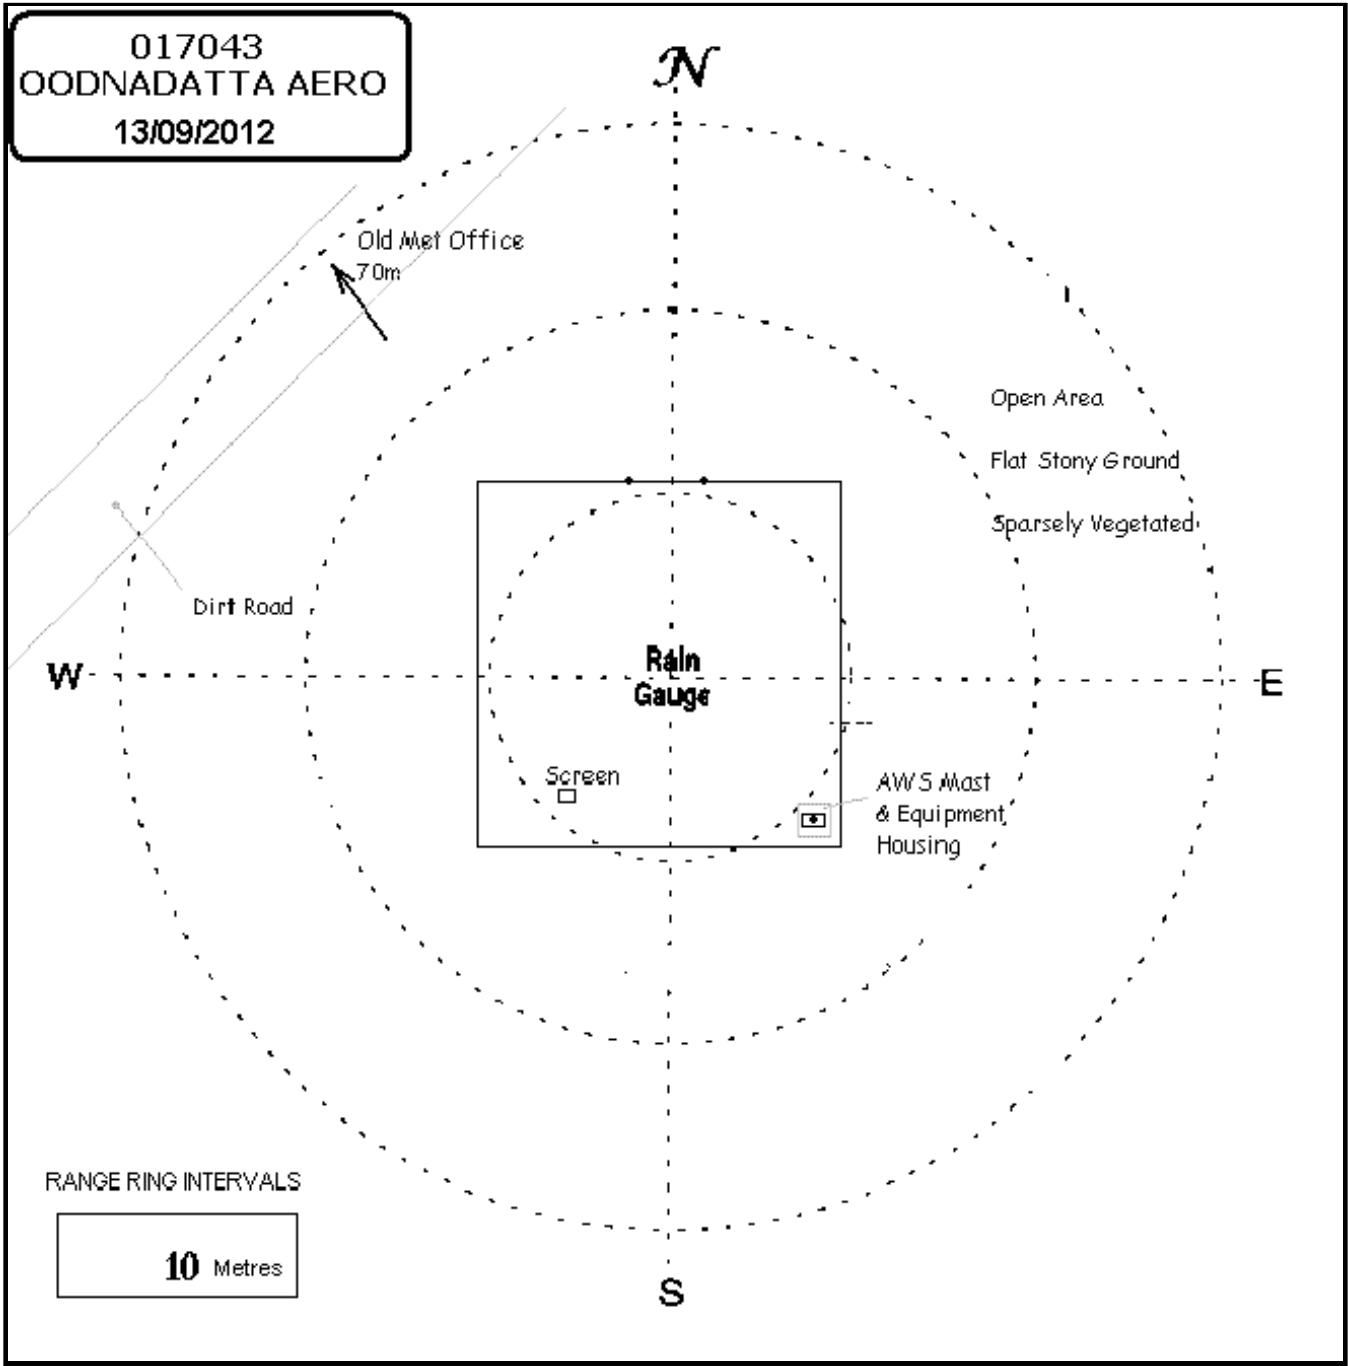 017043
OODNADATTA AERO
13/09/2012
N
Old Met Office
70m
Open Area
Flat Stony Ground
Sparsely Vegetated
Dirt Road
W
Rain
Gauge
E
Screen
AWS Mast
& Equipment
Housing
RANGE RING INTERVALS
10 Metres
S